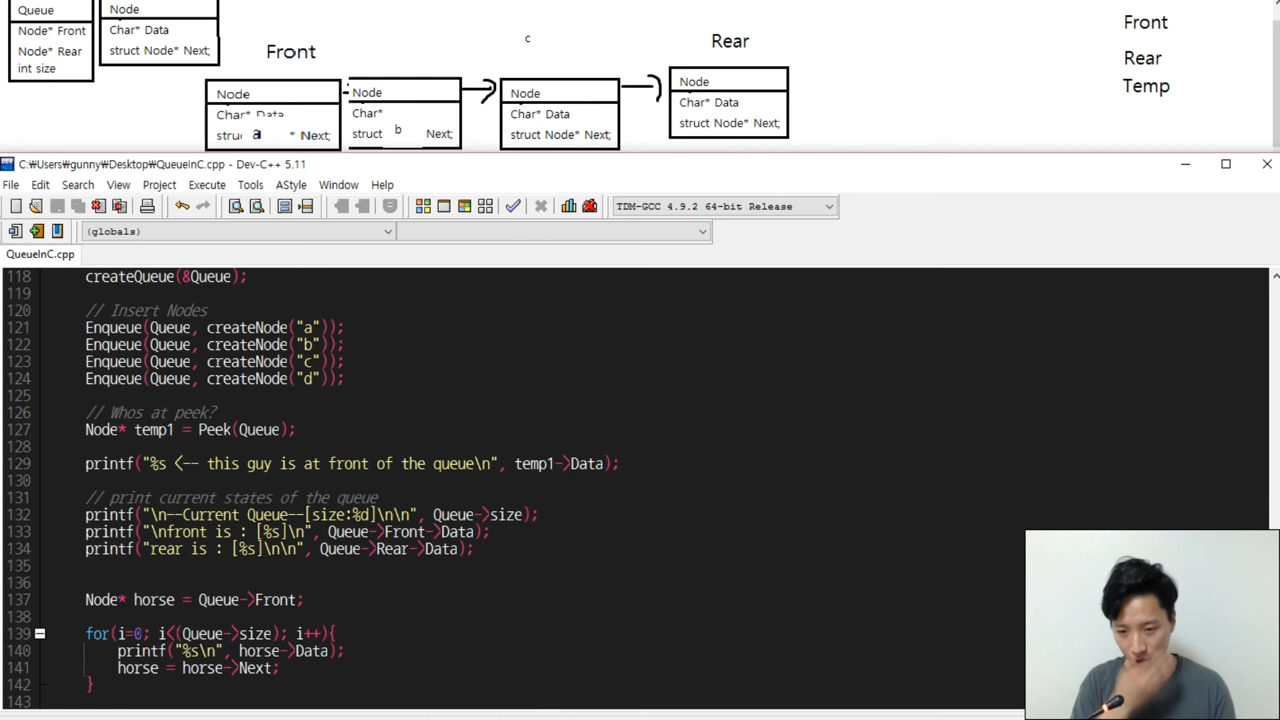 Queue
Node* Front
Node* Rear
int size
Node
Char* Data
struct Node* Next;
Front
c
Rear
Front
Rear
Temp
Node
Char* Data
struc a * Next;
Node
Char*
struct b Next;
Node
Char* Data
struct Node* Next;
Node
Char* Data
struct Node* Next;
C:₩Users₩gunny₩Desktop₩QueueInC.cpp - Dev-C++ 5.11
File Edit Search View Project Execute Tools AStyle Window Help
TDM-GCC 4.9.2 64-bit Release
(globals)
QueueInC.cpp
118 createQueue(&Queue);
119
120 // Insert Nodes
121 Enqueue(Queue, createNode("a"));
122 Enqueue(Queue, createNode("b"));
123 Enqueue(Queue, createNode("c"));
124 Enqueue(Queue, createNode("d"));
125
126 // Whos at peek?
127 Node* temp1 = Peek(Queue);
128
129 printf("%s <-- this guy is at front of the queue\n", temp1->Data);
130
131 // print current states of the queue
132 printf("\n--Current Queue--[size:%d]\n\n", Queue->size);
133 printf("\nfront is : [%s]\n", Queue->Front->Data);
134 printf("rear is : [%s]\n\n", Queue->Rear->Data);
135
136
137 Node* horse = Queue->Front;
138
139 for(i=0; i<(Queue->size); i++){
140 printf("%s\n", horse->Data);
141 horse = horse->Next;
142 }
143